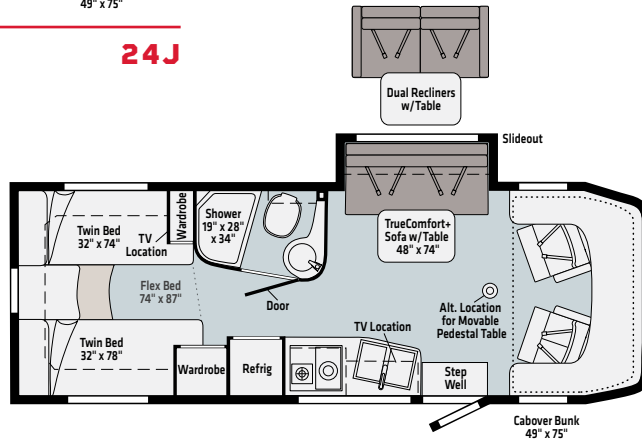 49" x 75"
24J
Dual Recliners
w/Table
Slideout
Twin Bed
32" x 74"
TV
Location
Wardrobe
Shower
19" x 28"
x 34"
TrueComfort+
Sofa w/Table
48" x 74"
Flex Bed
74" x 87"
Door
Alt. Location
for Movable
Pedestal Table
TV Location
Twin Bed
32" x 78"
Wardrobe
Refrig
Step
Well
Cabover Bunk
49" x 75"